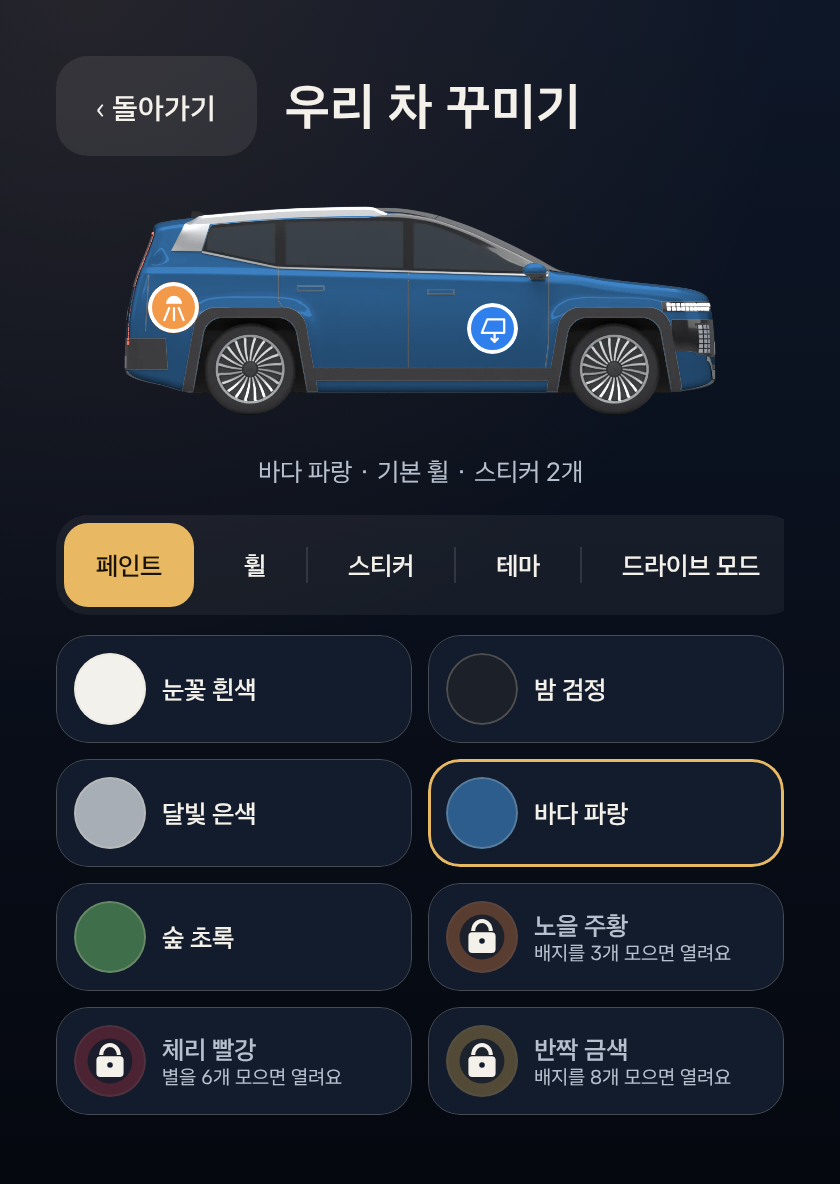 ‹ 돌아가기
우리 차 꾸미기
바다 파랑 · 기본 휠 · 스티커 2개
페인트
휠
스티커
테마
드라이브 모드
눈꽃 흰색
밤 검정
달빛 은색
바다 파랑
숲 초록
노을 주황
배지를 3개 모으면 열려요
체리 빨강
별을 6개 모으면 열려요
반짝 금색
배지를 8개 모으면 열려요